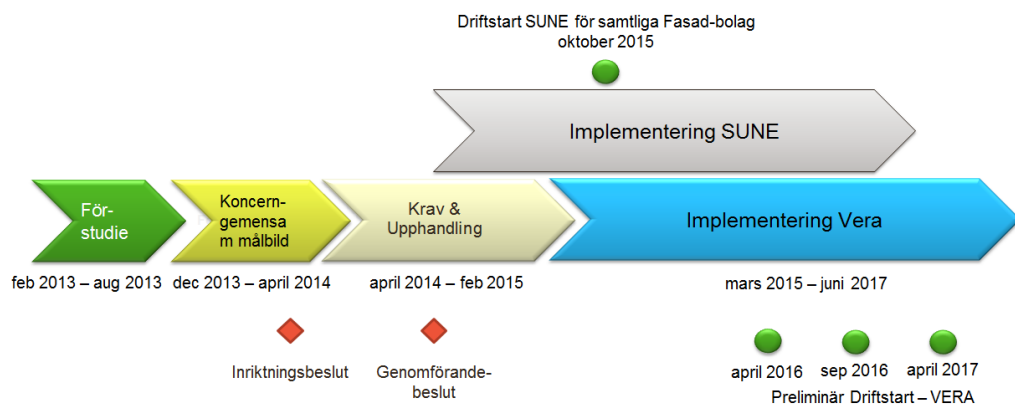 Driftstart SUNE för samtliga Fasad-bolag
oktober 2015
Implementering SUNE
För-
studie
Koncern-
gemensa
m målbild
Krav &
Upphandling
Implementering Vera
feb 2013 – aug 2013
dec 2013 – april 2014
april 2014 – feb 2015
mars 2015 – juni 2017
Inriktningsbeslut
Genomförande-
beslut
april 2016
sep 2016
april 2017
Preliminär Driftstart – VERA